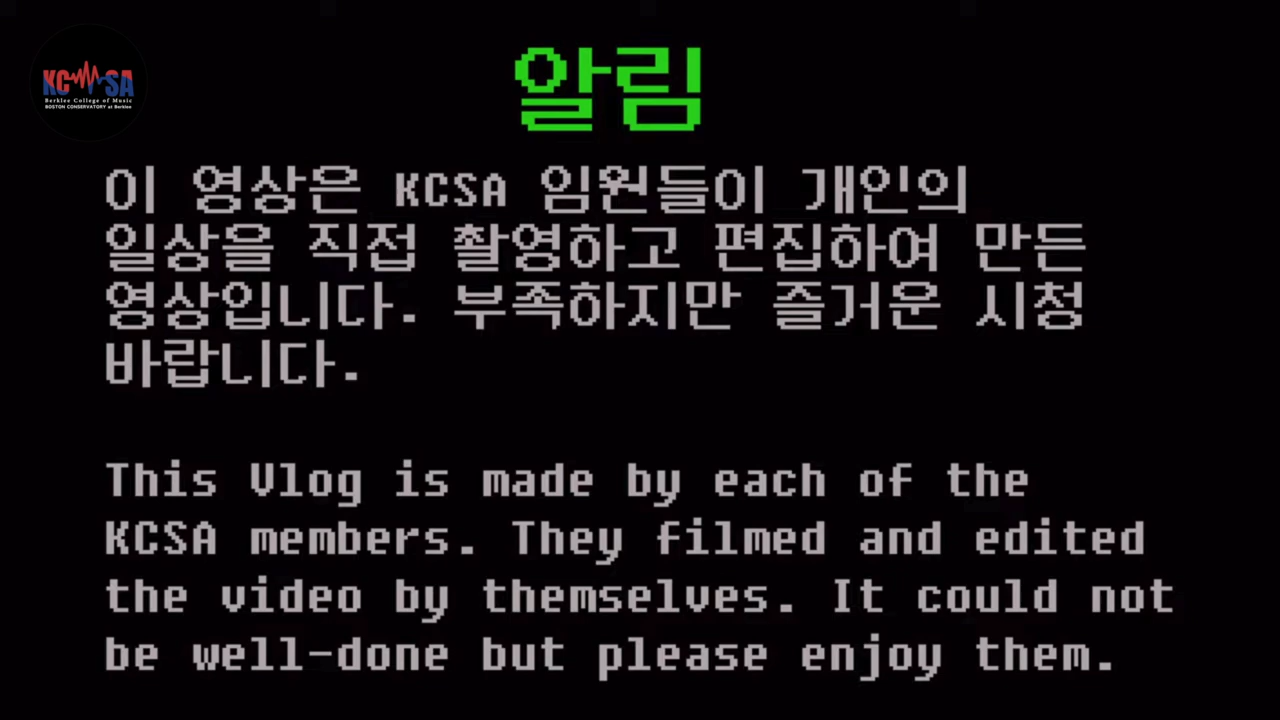 KCSA
Berklee College of Music
BOSTON CONSERVATORY at Berklee
알림
이 영상은 KCSA 임원들이 개인의
일상을 직접 촬영하고 편집하여 만든
영상입니다. 부족하지만 즐거운 시청
바랍니다.
This Vlog is made by each of the
KCSA members. They filmed and edited
the video by themselves. It could not
be well-done but please enjoy them.